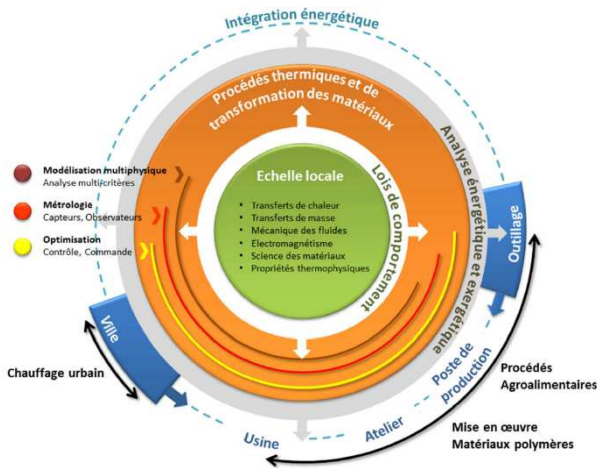 Intégration énergétique
Procédés thermiques et de
transformation des matériaux
Analyse énergétique et exergétique
Lois de comportement
Echelle locale
• Transferts de chaleur
• Transferts de masse
• Mécanique des fluides
• Electromagnétisme
• Science des matériaux
• Propriétés thermophysiques
Modélisation multiphysique
Analyse multicritères
Métrologie
Capteurs, Observateurs
Optimisation
Contrôle, Commande
Outillage
Ville
Chauffage urbain
Poste de
production
Procédés
Agroalimentaires
Atelier
Usine
Mise en œuvre
Matériaux polymères